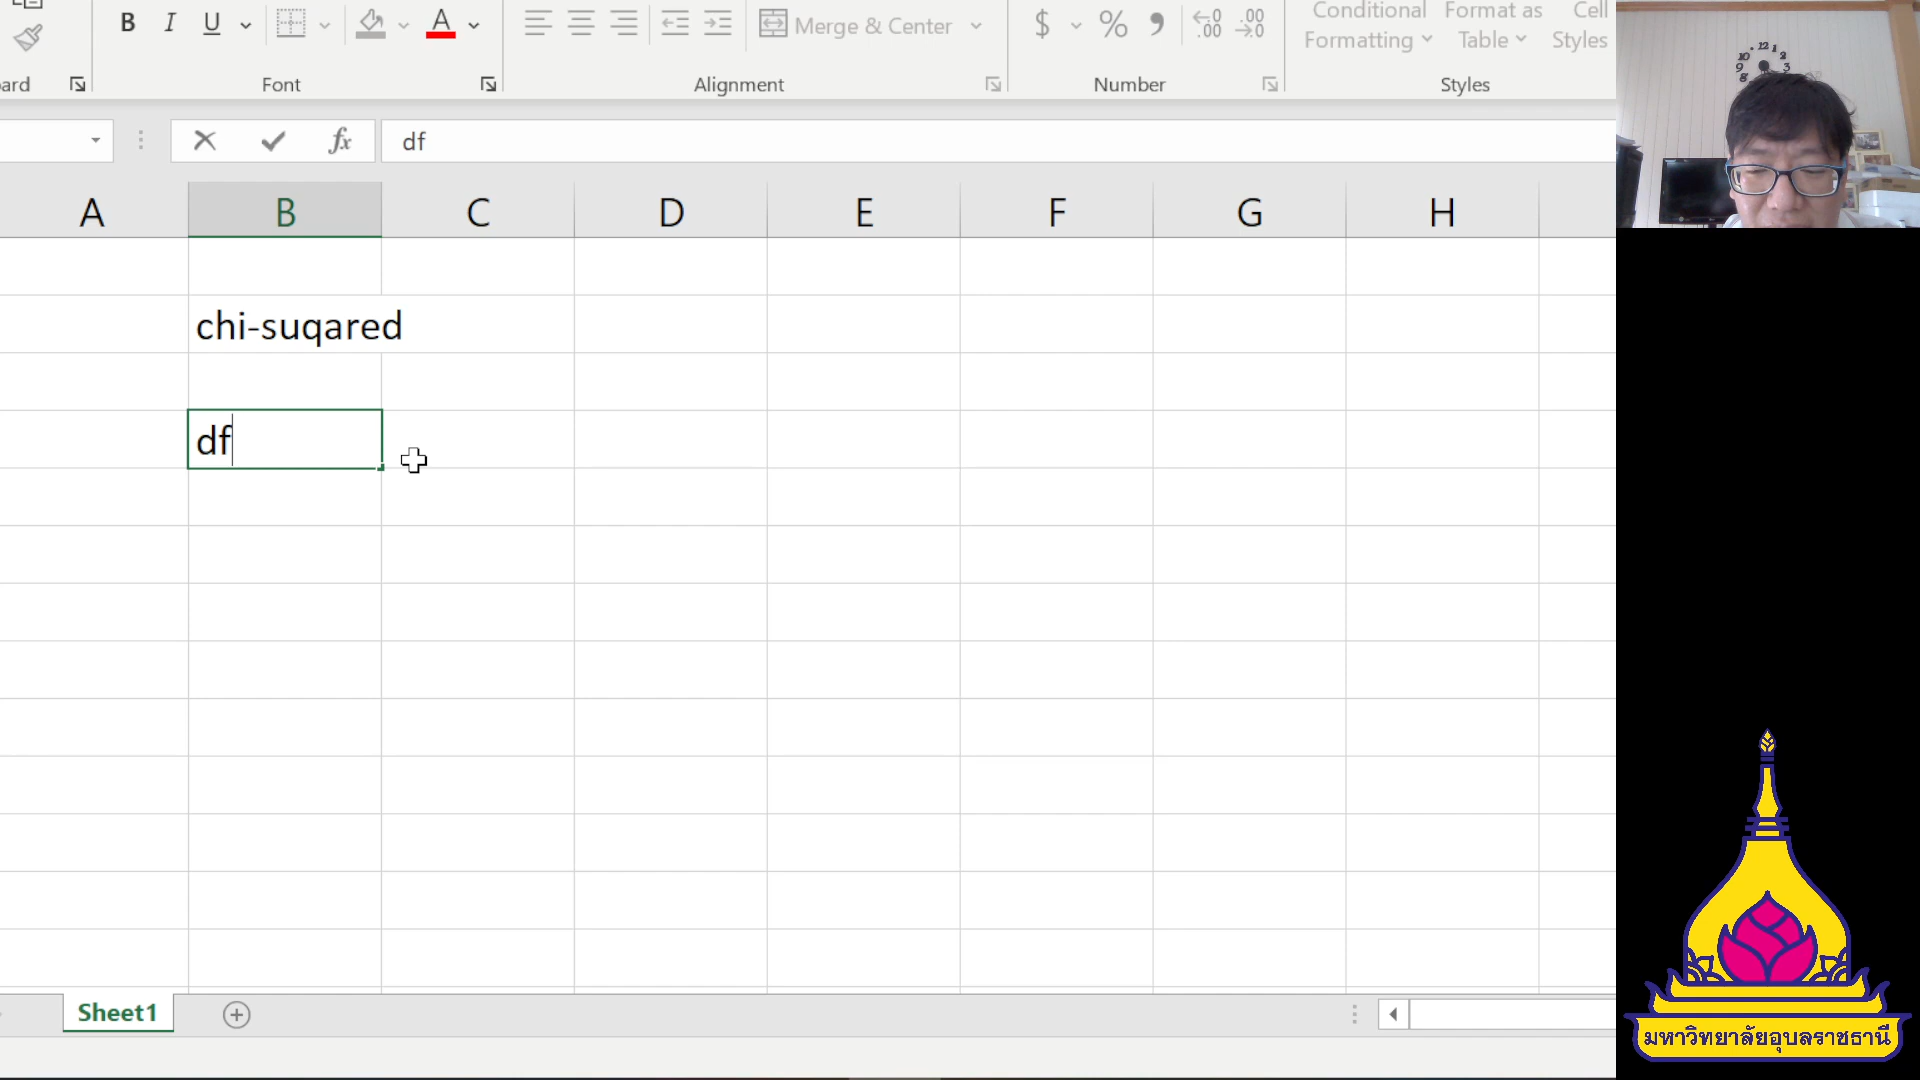 B I U A Merge & Center $ % , Conditional Formatting Format as Table Cell Styles
ard Font Alignment Number Styles
fx df
A B C D E F G H
chi-suqared
df
Sheet1
มหาวิทยาลัยอุบลราชธานี